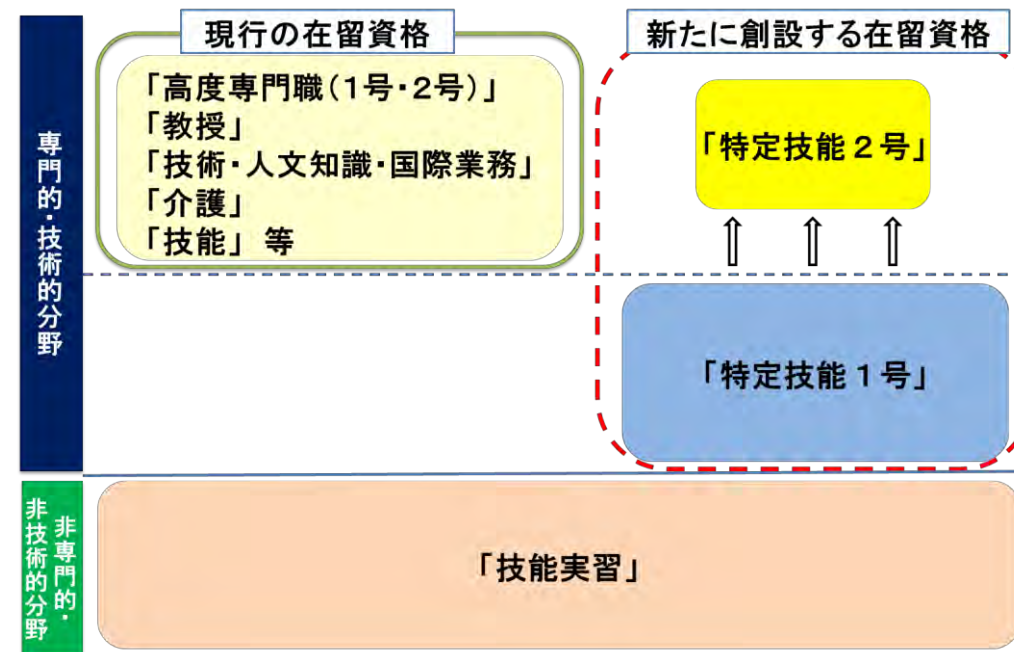 現行の在留資格
新たに創設する在留資格
専門的・技術的分野
「高度専門職(1号・2号)」
「教授」
「技術・人文知識・国際業務」
「介護」
「技能」等
「特定技能２号」
「特定技能１号」
非専門的・
非技術的分野
「技能実習」